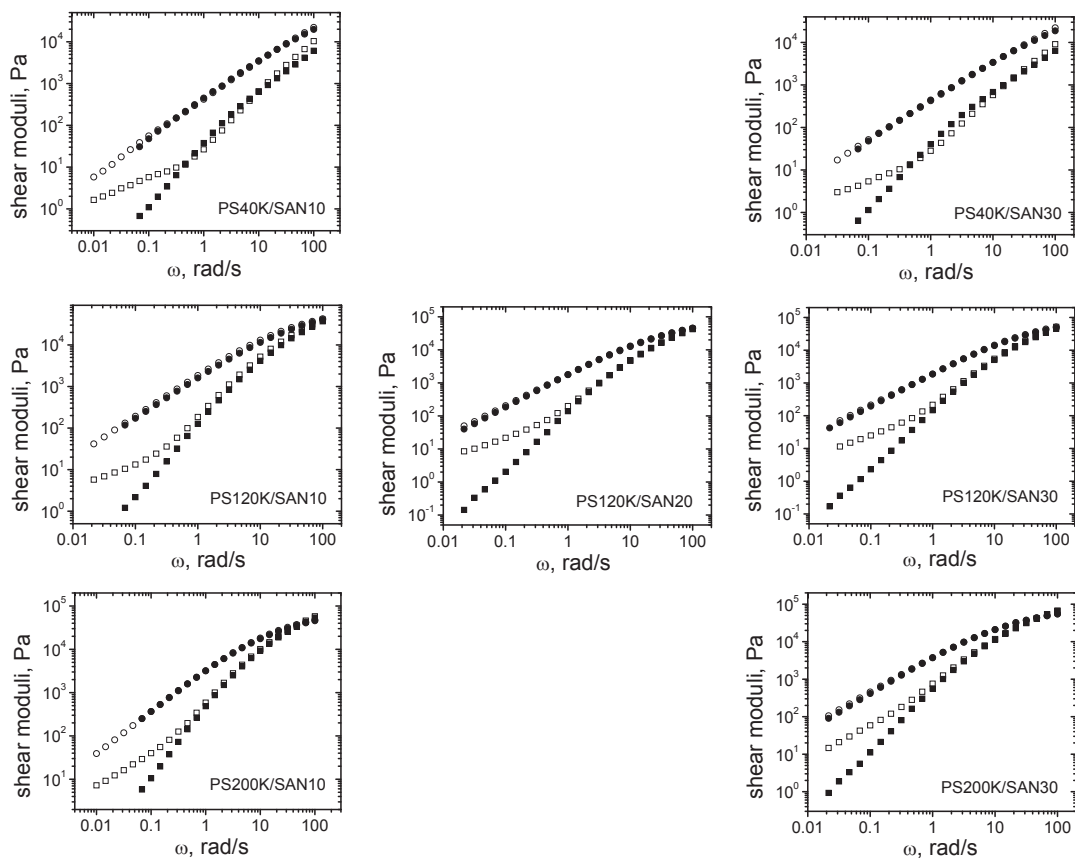 shear moduli, Pa
10^4
10^3
10^2
10^1
10^0
PS40K/SAN10
0.01 0.1 1 10 100
ω, rad/s
shear moduli, Pa
10^4
10^3
10^2
10^1
10^0
PS40K/SAN30
0.01 0.1 1 10 100
ω, rad/s
shear moduli, Pa
10^4
10^3
10^2
10^1
10^0
PS120K/SAN10
0.01 0.1 1 10 100
ω, rad/s
shear moduli, Pa
10^5
10^4
10^3
10^2
10^1
10^0
10^-1
PS120K/SAN20
0.01 0.1 1 10 100
ω, rad/s
shear moduli, Pa
10^5
10^4
10^3
10^2
10^1
10^0
10^-1
PS120K/SAN30
0.01 0.1 1 10 100
ω, rad/s
shear moduli, Pa
10^5
10^4
10^3
10^2
10^1
PS200K/SAN10
0.01 0.1 1 10 100
ω, rad/s
shear moduli, Pa
10^5
10^4
10^3
10^2
10^1
10^0
PS200K/SAN30
0.01 0.1 1 10 100
ω, rad/s